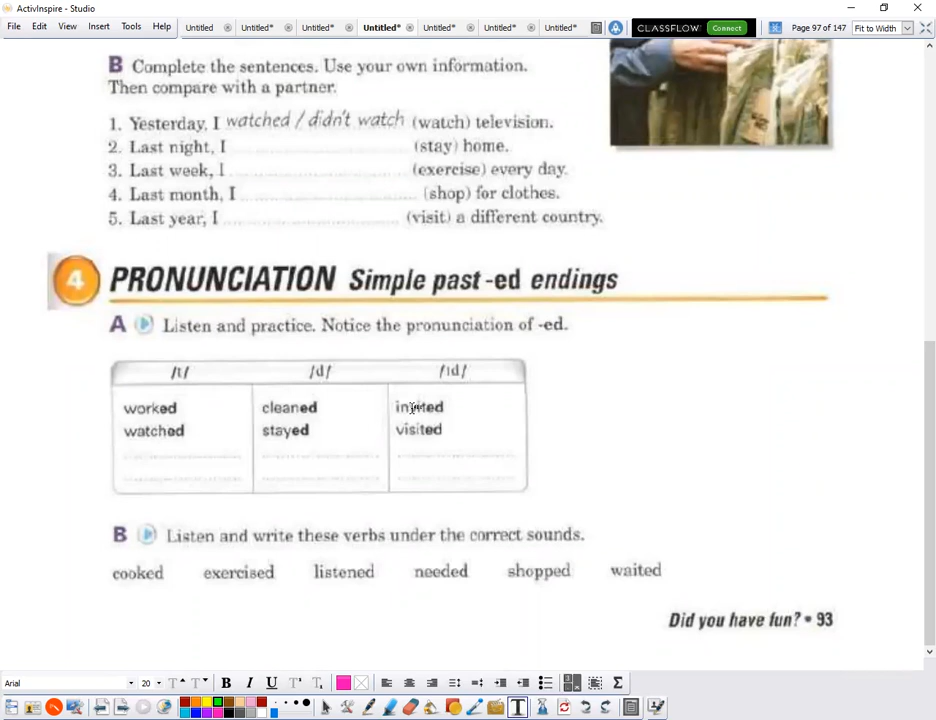 ActivInspire - Studio
File Edit View Insert Tools Help Untitled Untitled* Untitled* Untitled* Untitled* Untitled* Untitled* CLASSFLOW Connect Page 97 of 147 Fit to Width
B Complete the sentences. Use your own information.
Then compare with a partner.
1. Yesterday, I watched / didn't watch (watch) television.
2. Last night, I (stay) home.
3. Last week, I (exercise) every day.
4. Last month, I (shop) for clothes.
5. Last year, I (visit) a different country.
4 PRONUNCIATION Simple past -ed endings
A Listen and practice. Notice the pronunciation of -ed.
/t/ /d/ /ɪd/
worked cleaned invited
watched stayed visited
B Listen and write these verbs under the correct sounds.
cooked exercised listened needed shopped waited
Did you have fun? • 93
Arial 20 T T B I U T T Σ
T